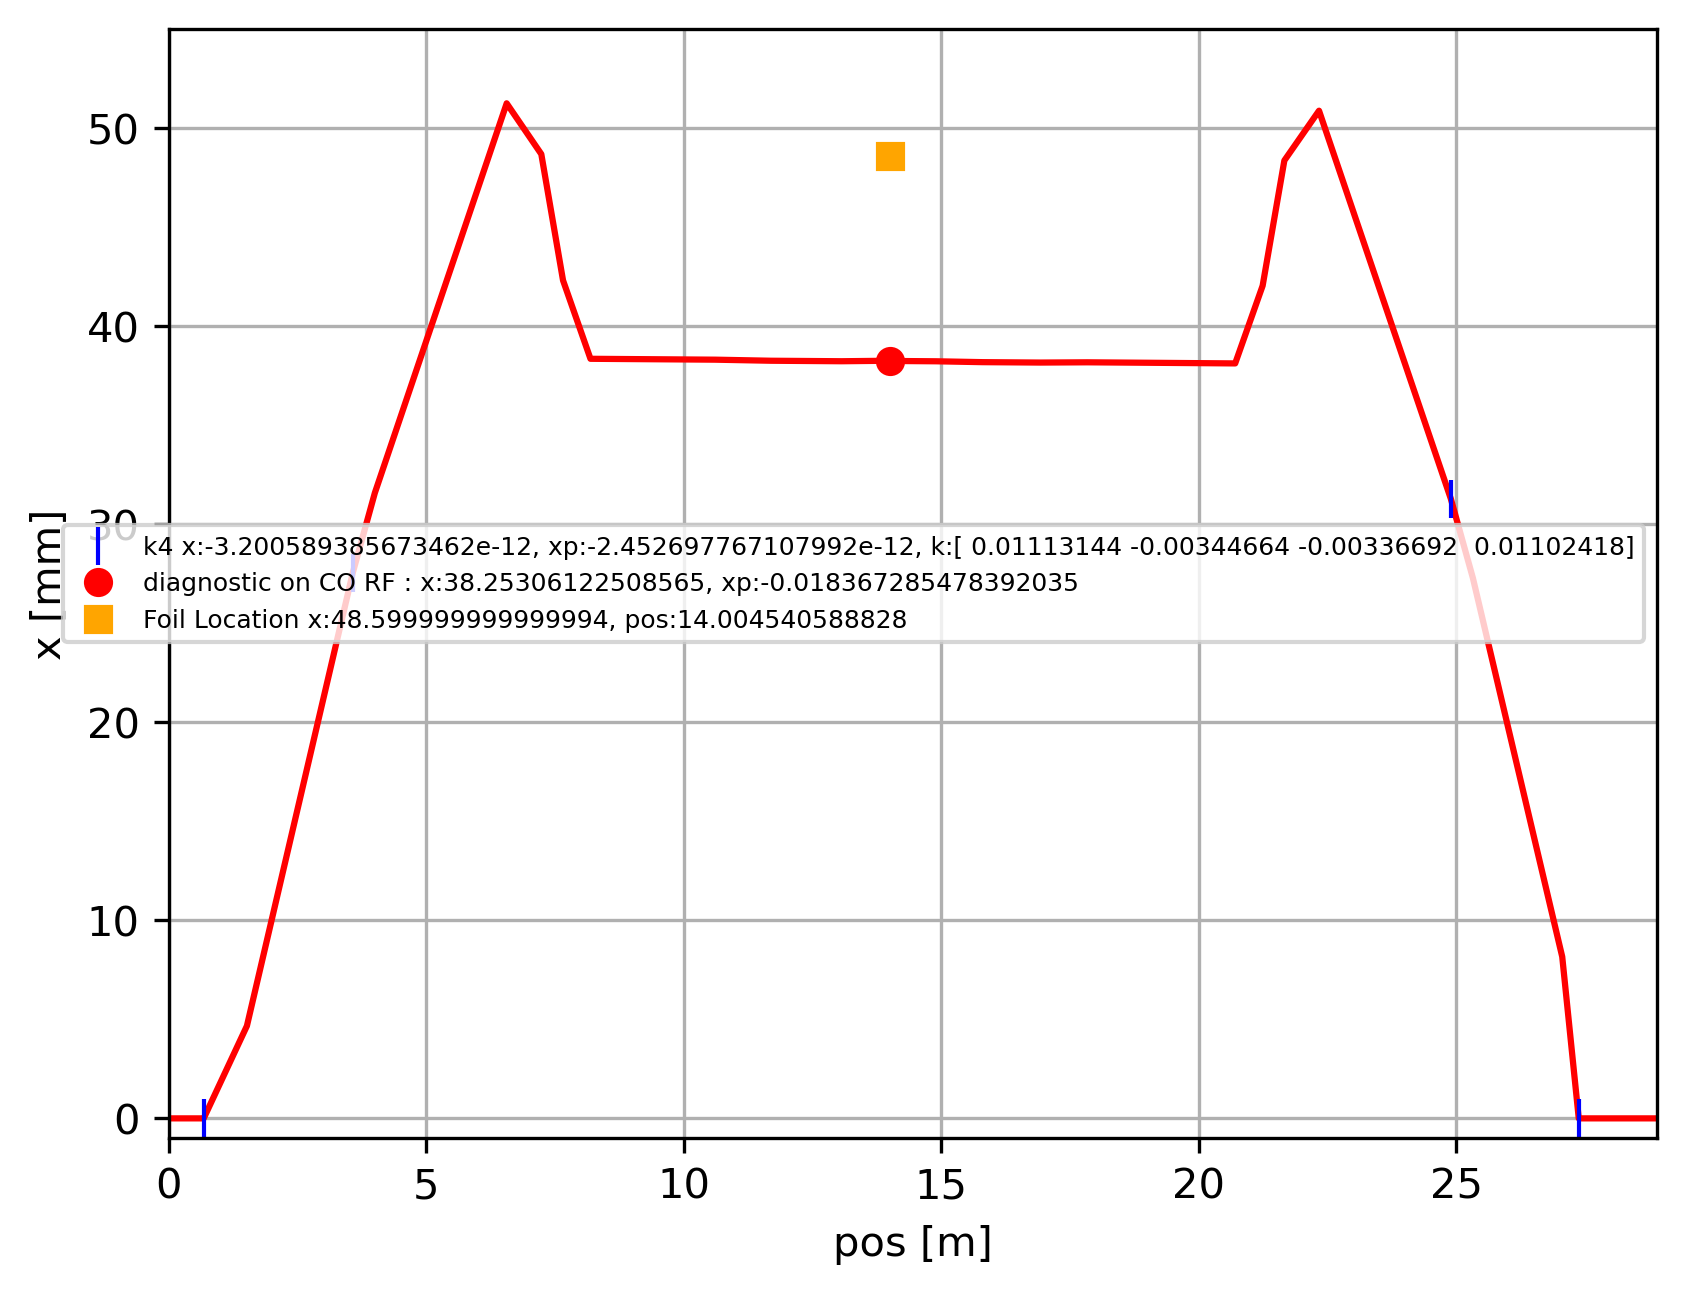 50
40
30
20
10
0
x [mm]
k4 x:-3.200589385673462e-12, xp:-2.452697767107992e-12, k:[ 0.01113144 -0.00344664 -0.00336692  0.01102418]
diagnostic on CO RF : x:38.25306122508565, xp:-0.018367285478392035
Foil Location x:48.599999999999994, pos:14.004540588828
0 5 10 15 20 25
pos [m]